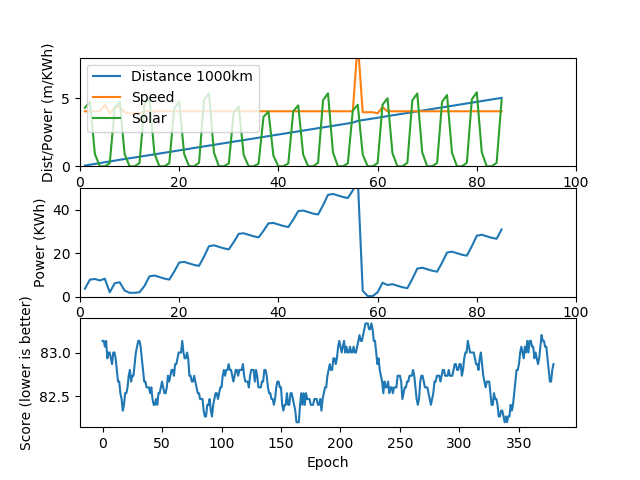 Dist/Power (m/KWh)
5
0
Distance 1000km
Speed
Solar
0 20 40 60 80 100
Power (KWh)
40
20
0
0 20 40 60 80 100
Score (lower is better)
83.0
82.5
0 50 100 150 200 250 300 350
Epoch